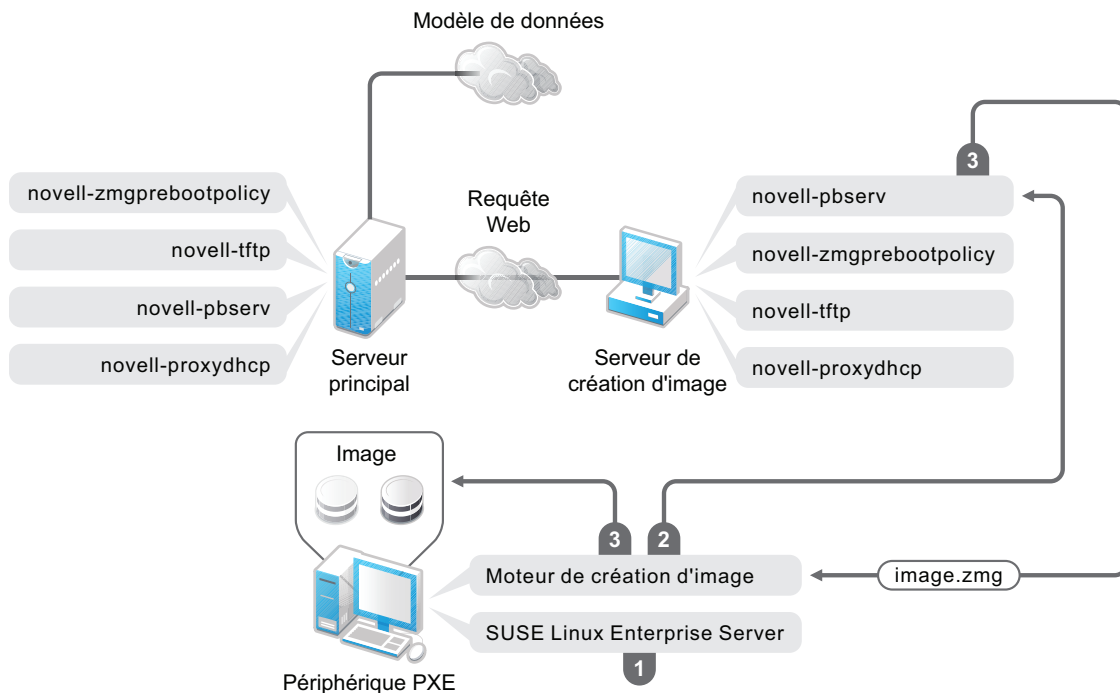 Modèle de données
3
novell-zmgprebootpolicy
novell-tftp
novell-pbserv
novell-proxydhcp
Serveur
principal
Requête
Web
Serveur de
création d'image
novell-pbserv
novell-zmgprebootpolicy
novell-tftp
novell-proxydhcp
Image
3
2
Moteur de création d'image
image.zmg
SUSE Linux Enterprise Server
1
Périphérique PXE